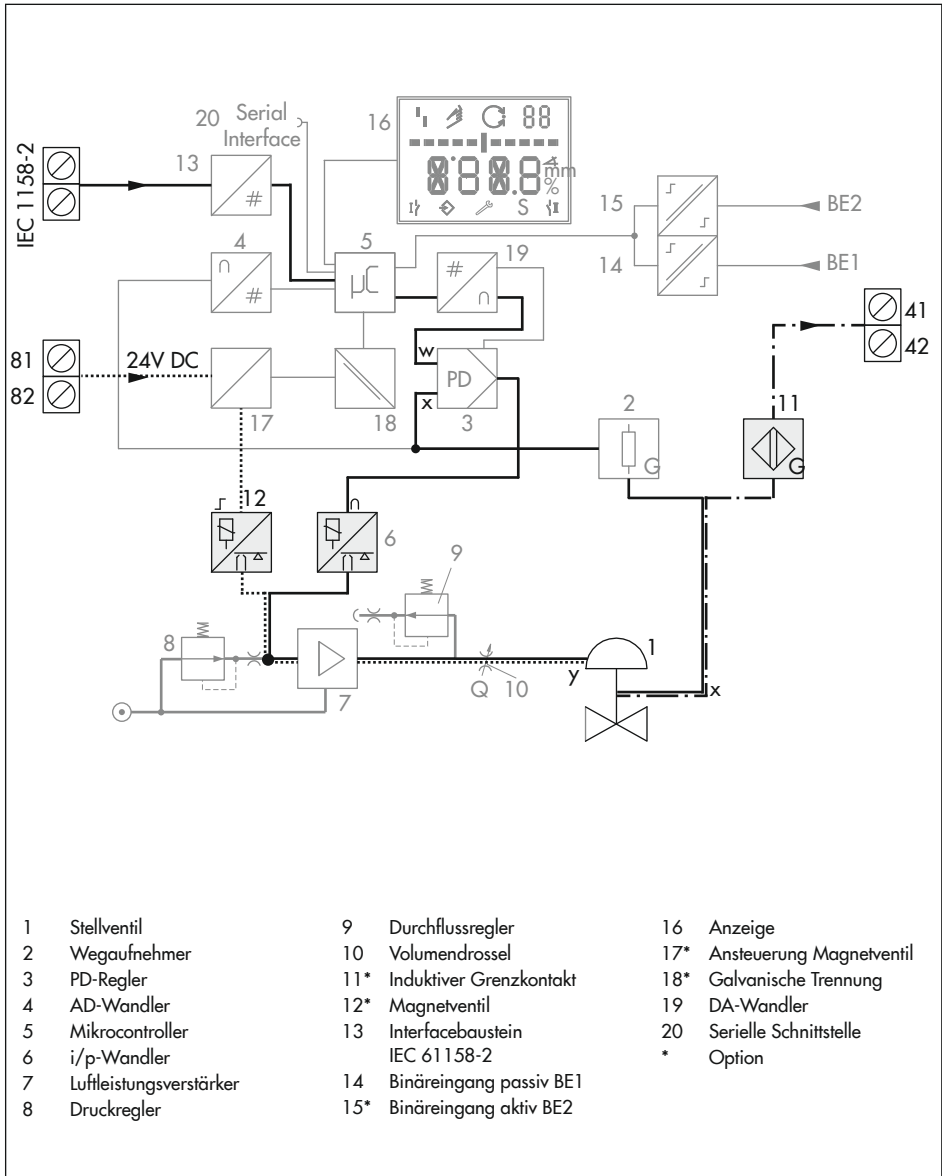 20 Serial
Interface
16
88
IEC 1158-2
13
#
mm
%
S
15
BE2
4
5
19
∩
#
µC
#
∩
14
BE1
41
42
81
82
24V DC
w
PD
x
17
18
3
2
G
11
G
12
6
9
8
7
Q
10
y
1
x
1 Stellventil
2 Wegaufnehmer
3 PD-Regler
4 AD-Wandler
5 Mikrocontroller
6 i/p-Wandler
7 Luftleistungsverstärker
8 Druckregler
9 Durchflussregler
10 Volumendrossel
11* Induktiver Grenzkontakt
12* Magnetventil
13 Interfacebaustein
IEC 61158-2
14 Binäreingang passiv BE1
15* Binäreingang aktiv BE2
16 Anzeige
17* Ansteuerung Magnetventil
18* Galvanische Trennung
19 DA-Wandler
20 Serielle Schnittstelle
* Option